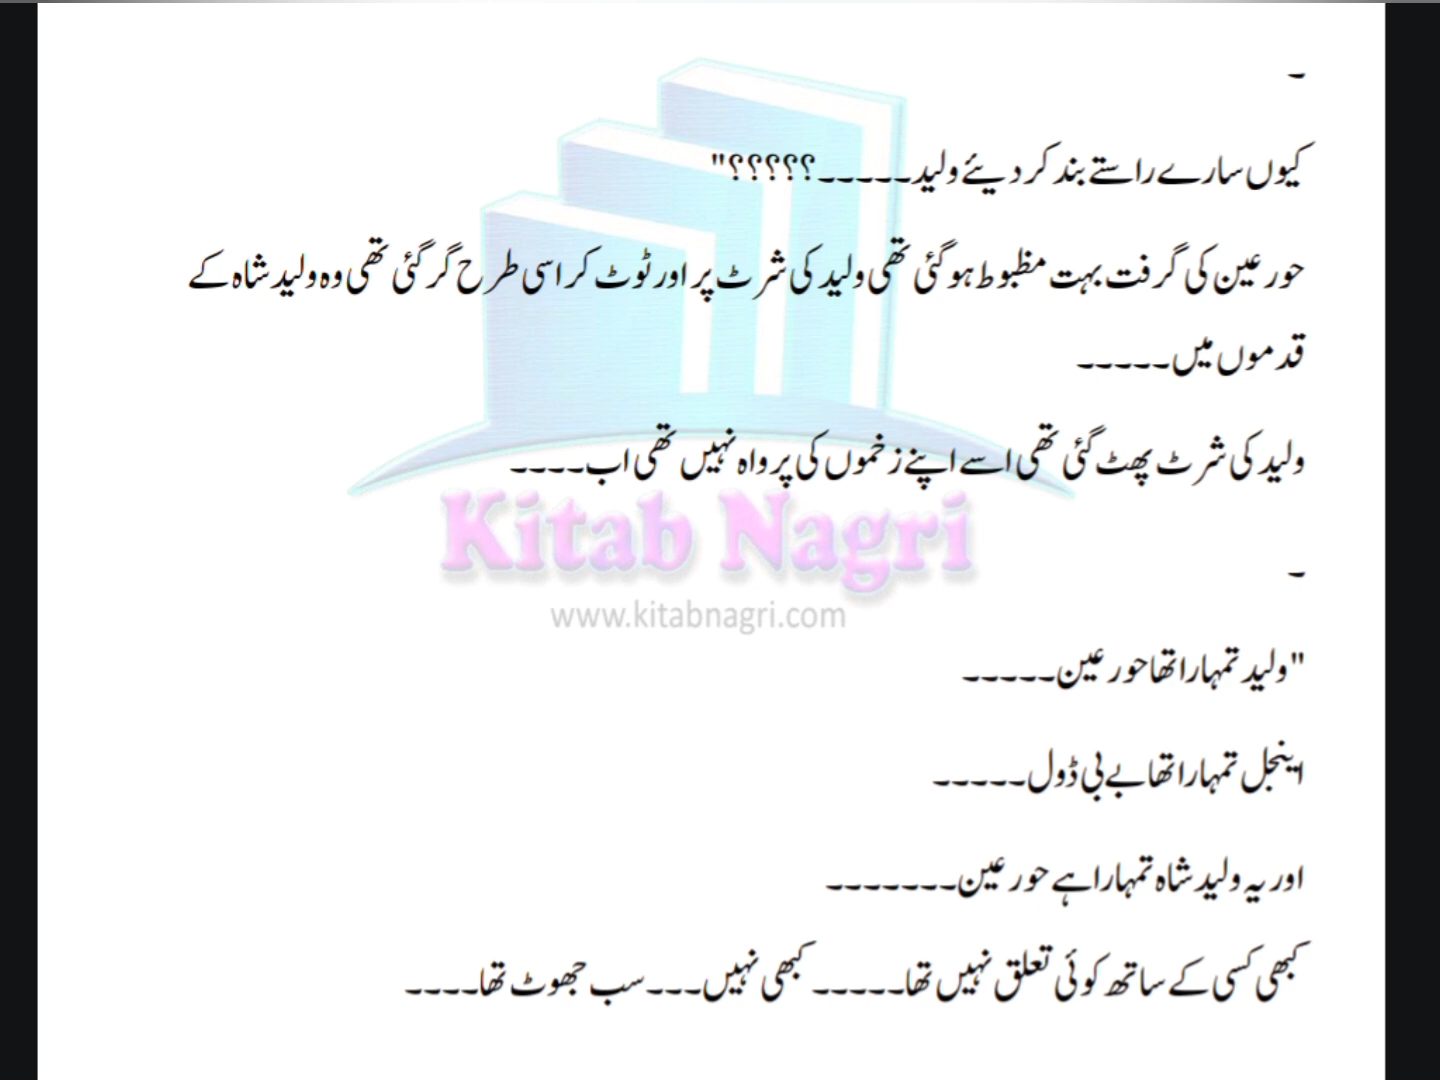 -
کیوں سارے راستے بند کر دیئے ولید-----؟؟؟؟؟"
حور عین کی گرفت بہت مظبوط ہو گئی تھی ولید کی شرٹ پر اور ٹوٹ کر اسی طرح گر گئی تھی وہ ولید شاہ کے
قدموں میں-----
ولید کی شرٹ پھٹ گئی تھی اسے اپنے زخموں کی پرواہ نہیں تھی اب----
Kitab Nagri
-
www.kitabnagri.com
"ولید تمہارا تھا حور عین-----
اینجل تمہارا تھا بے بی ڈول-----
اور یہ ولید شاہ تمہارا ہے حور عین-------
کبھی کسی کے ساتھ کوئی تعلق نہیں تھا-----کبھی نہیں---سب جھوٹ تھا----